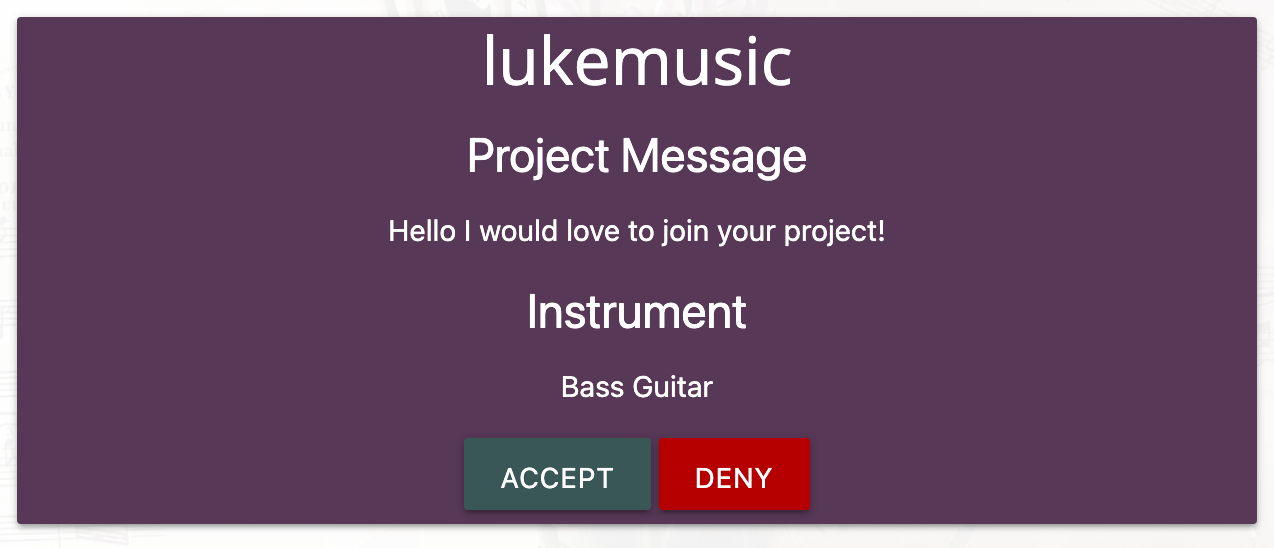 lukemusic
Project Message
Hello I would love to join your project!
Instrument
Bass Guitar
ACCEPT DENY